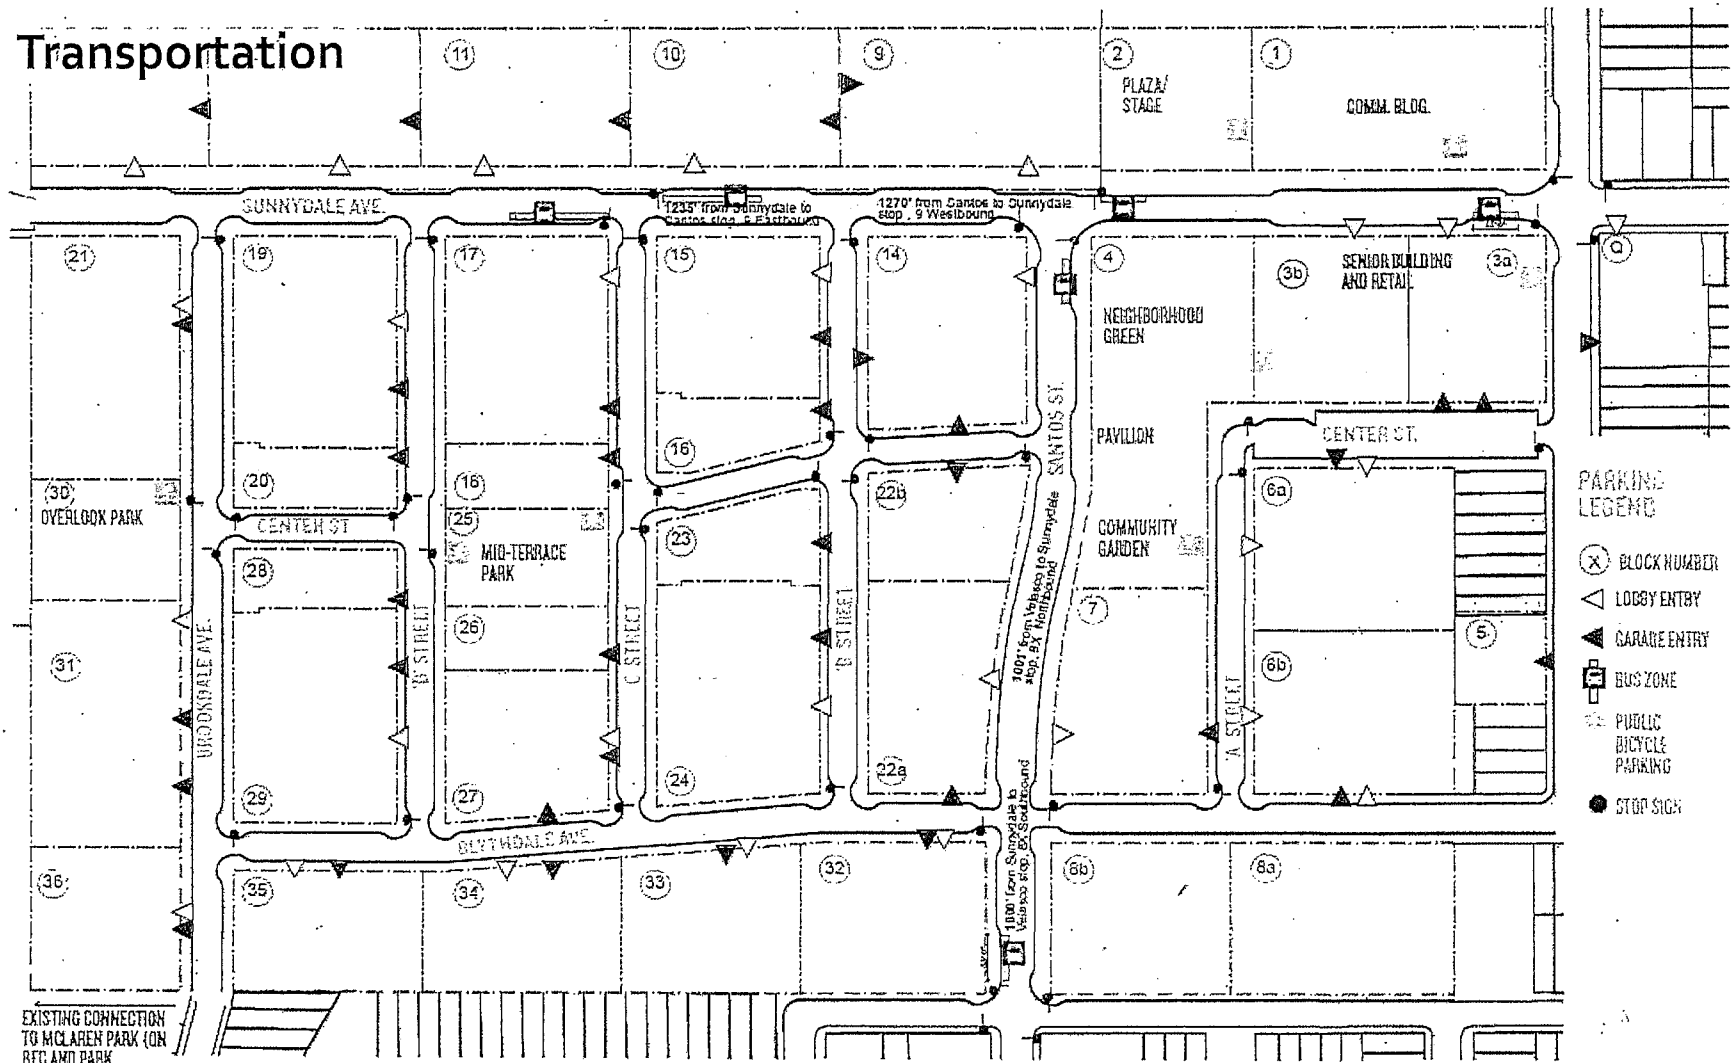 Transportation
11
10
9
2
1
PLAZA/
STAGE
COMM. BLDG.
SUNNYDALE AVE.
1235' from Sunnydale to
Santos stop, 9 Eastbound
1270' from Santos to Sunnydale
stop, 9 Westbound
21
19
17
15
14
4
3b
SENIOR BUILDING
AND RETAIL
3a
Q
NEIGHBORHOOD
GREEN
SANTOS ST.
PAVILION
CENTER ST.
16
30
OVERLOOK PARK
20
18
22b
6a
CENTER ST
25
MID-TERRACE
PARK
23
COMMUNITY
GARDEN
28
7
1001' from Velasco to Sunnydale
stop, 8X Northbound
26
'B' STREET
C STREET
'D' STREET
5
31
BROOKDALE AVE.
6b
'A' STREET
29
27
24
22a
BLYTHDALE AVE.
1000' from Sunnydale to
Velasco stop, 8X Southbound
36
35
34
33
32
8b
8a
PARKING
LEGEND
X BLOCK NUMBER
LOBBY ENTRY
GARAGE ENTRY
BUS ZONE
PUBLIC
BICYCLE
PARKING
STOP SIGN
EXISTING CONNECTION
TO MCLAREN PARK (ON
REC AND PARK